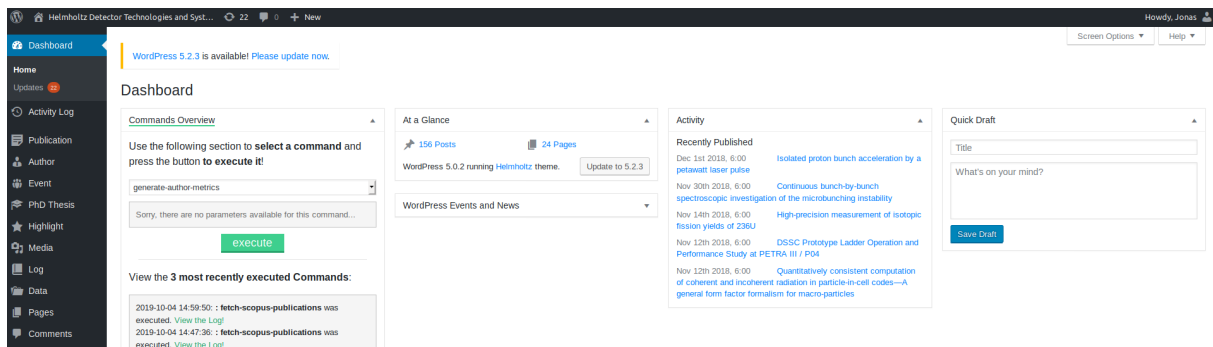 Helmholtz Detector Technologies and Syst... 22 0 + New
Howdy, Jonas
Screen Options ▼
Help ▼
Dashboard
Home
Updates 22
Activity Log
Publication
Author
Event
PhD Thesis
Highlight
Media
Log
Data
Pages
Comments
WordPress 5.2.3 is available! Please update now.
Dashboard
Commands Overview
Use the following section to select a command and
press the button to execute it!
generate-author-metrics
Sorry, there are no parameters available for this command...
execute
View the 3 most recently executed Commands:
2019-10-04 14:59:50: : fetch-scopus-publications was
executed. View the Log!
2019-10-04 14:47:36: : fetch-scopus-publications was
executed. View the Log!
At a Glance
156 Posts
24 Pages
WordPress 5.0.2 running Helmholtz theme.
Update to 5.2.3
WordPress Events and News
Activity
Recently Published
Dec 1st 2018, 6:00 Isolated proton bunch acceleration by a
petawatt laser pulse
Nov 30th 2018, 6:00 Continuous bunch-by-bunch
spectroscopic investigation of the microbunching instability
Nov 14th 2018, 6:00 High-precision measurement of isotopic
fission yields of 236U
Nov 12th 2018, 6:00 DSSC Prototype Ladder Operation and
Performance Study at PETRA III / P04
Nov 12th 2018, 6:00 Quantitatively consistent computation
of coherent and incoherent radiation in particle-in-cell codes—A
general form factor formalism for macro-particles
Quick Draft
Title
What's on your mind?
Save Draft